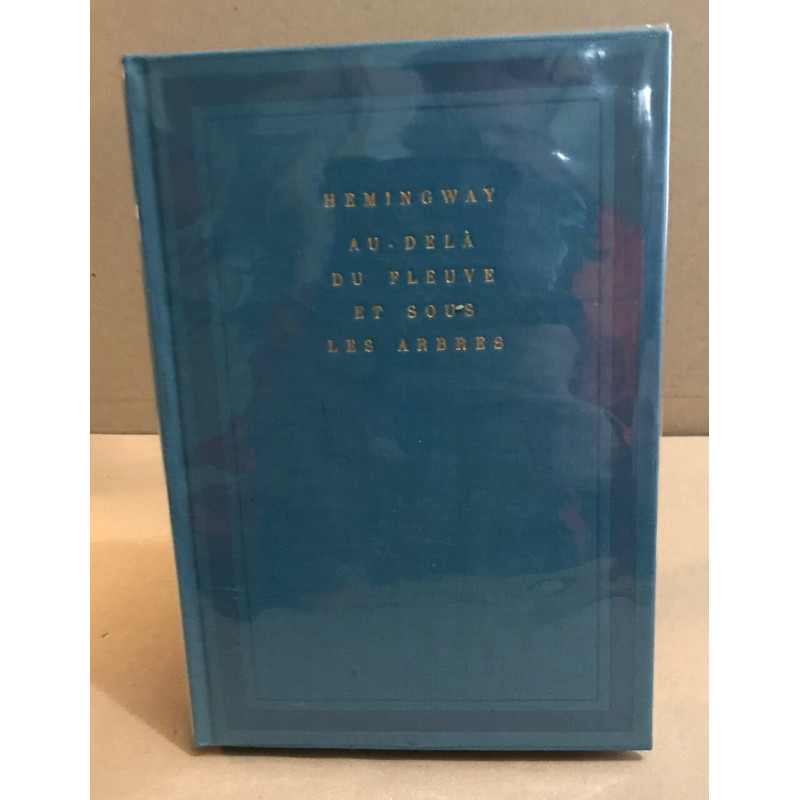 HEMINGWAY
AU-DELÀ
DU FLEUVE
ET SOUS
LES ARBRES